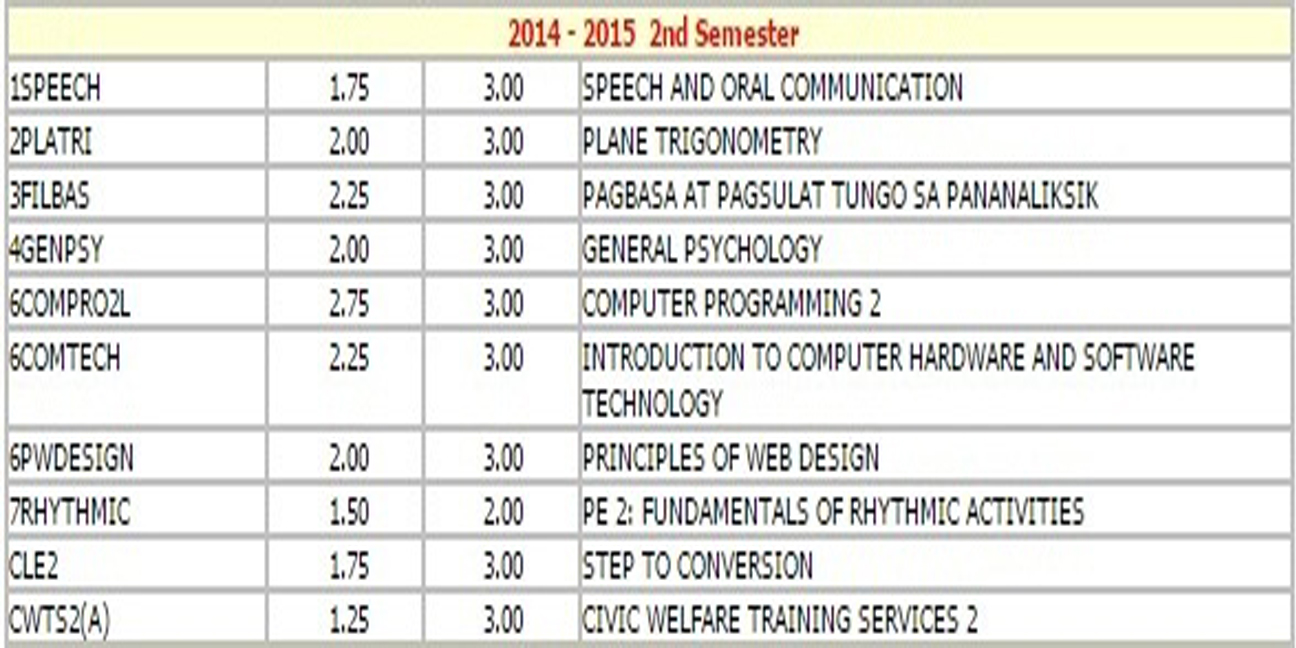 2014 - 2015 2nd Semester
1SPEECH 1.75 3.00 SPEECH AND ORAL COMMUNICATION
2PLATRI 2.00 3.00 PLANE TRIGONOMETRY
3FILBAS 2.25 3.00 PAGBASA AT PAGSULAT TUNGO SA PANANALIKSIK
4GENPSY 2.00 3.00 GENERAL PSYCHOLOGY
6COMPRO2L 2.75 3.00 COMPUTER PROGRAMMING 2
6COMTECH 2.25 3.00 INTRODUCTION TO COMPUTER HARDWARE AND SOFTWARE
TECHNOLOGY
6PWDESIGN 2.00 3.00 PRINCIPLES OF WEB DESIGN
7RHYTHMIC 1.50 2.00 PE 2: FUNDAMENTALS OF RHYTHMIC ACTIVITIES
CLE2 1.75 3.00 STEP TO CONVERSION
CWTS2(A) 1.25 3.00 CIVIC WELFARE TRAINING SERVICES 2